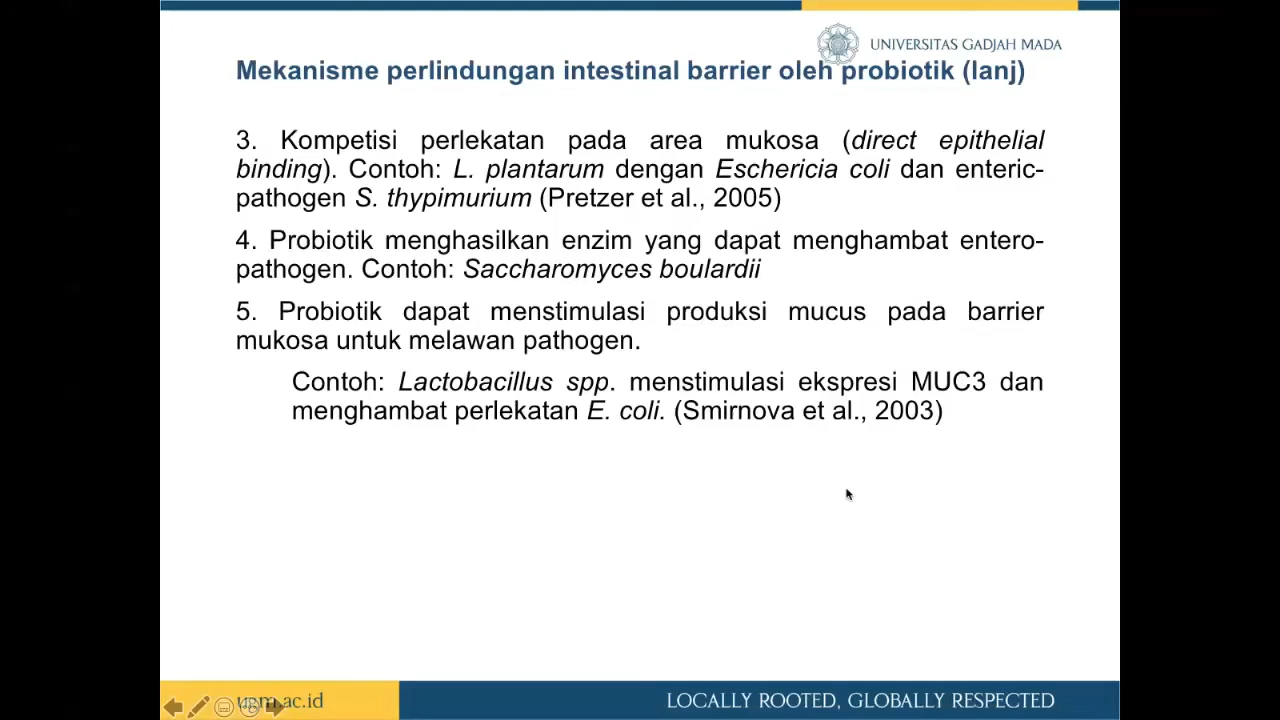 UNIVERSITAS GADJAH MADA
Mekanisme perlindungan intestinal barrier oleh probiotik (lanj)
3. Kompetisi perlekatan pada area mukosa (direct epithelial
binding). Contoh: L. plantarum dengan Eschericia coli dan enteric-
pathogen S. thypimurium (Pretzer et al., 2005)
4. Probiotik menghasilkan enzim yang dapat menghambat entero-
pathogen. Contoh: Saccharomyces boulardii
5. Probiotik dapat menstimulasi produksi mucus pada barrier
mukosa untuk melawan pathogen.
Contoh: Lactobacillus spp. menstimulasi ekspresi MUC3 dan
menghambat perlekatan E. coli. (Smirnova et al., 2003)
ugm.ac.id
LOCALLY ROOTED, GLOBALLY RESPECTED